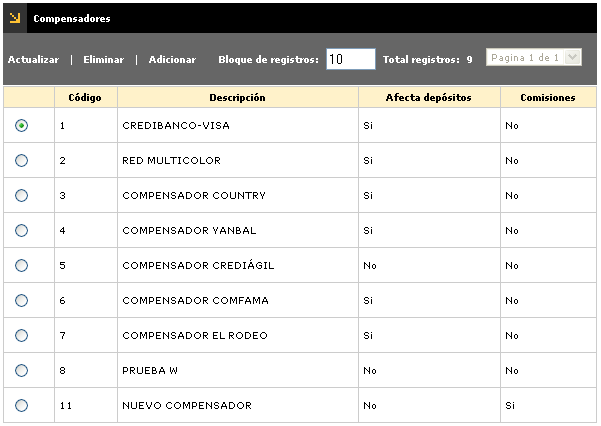 Compensadores
Actualizar | Eliminar | Adicionar Bloque de registros: 10 Total registros: 9 Pagina 1 de 1
Código Descripción Afecta depósitos Comisiones
1 CREDIBANCO-VISA Si No
2 RED MULTICOLOR Si No
3 COMPENSADOR COUNTRY Si No
4 COMPENSADOR YANBAL Si No
5 COMPENSADOR CREDIÁGIL No No
6 COMPENSADOR COMFAMA Si No
7 COMPENSADOR EL RODEO Si No
8 PRUEBA W No No
11 NUEVO COMPENSADOR No Si